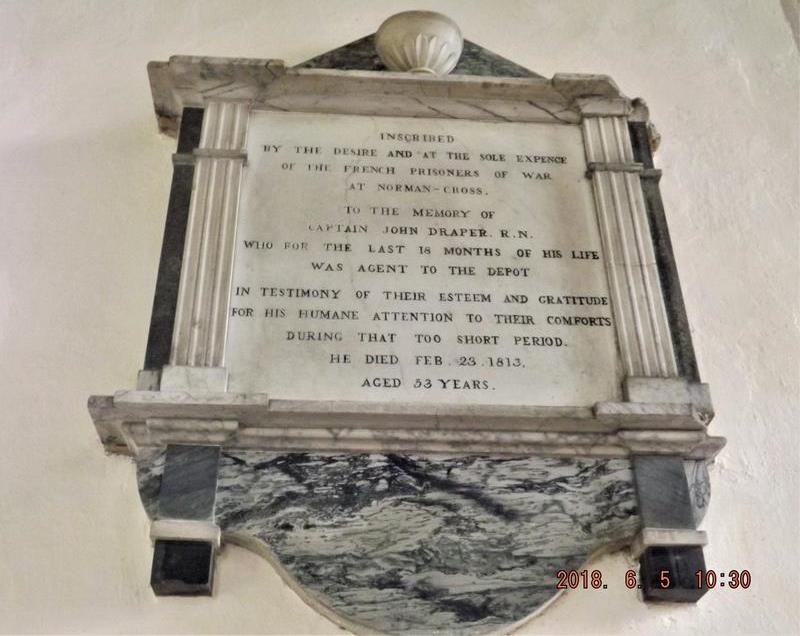 INSCRIBED
BY THE DESIRE AND AT THE SOLE EXPENCE
OF THE FRENCH PRISONERS OF WAR
AT NORMAN-CROSS.
TO THE MEMORY OF
CAPTAIN JOHN DRAPER. R.N.
WHO FOR THE LAST 18 MONTHS OF HIS LIFE
WAS AGENT TO THE DEPOT
IN TESTIMONY OF THEIR ESTEEM AND GRATITUDE
FOR HIS HUMANE ATTENTION TO THEIR COMFORTS
DURING THAT TOO SHORT PERIOD.
HE DIED FEB. 23. 1813.
AGED 53 YEARS.
2018. 6. 5 10:30